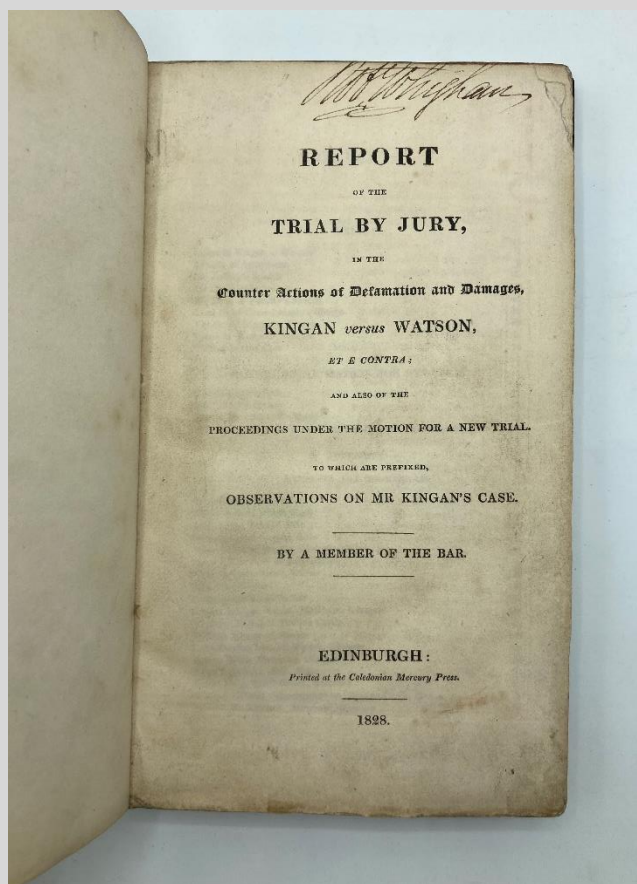 REPORT
OF THE
TRIAL BY JURY,
IN THE
Counter Actions of Defamation and Damages,
KINGAN versus WATSON,
ET E CONTRA;
AND ALSO OF THE
PROCEEDINGS UNDER THE MOTION FOR A NEW TRIAL.
TO WHICH ARE PREFIXED,
OBSERVATIONS ON MR KINGAN'S CASE.
BY A MEMBER OF THE BAR.
EDINBURGH:
Printed at the Caledonian Mercury Press.
1828.